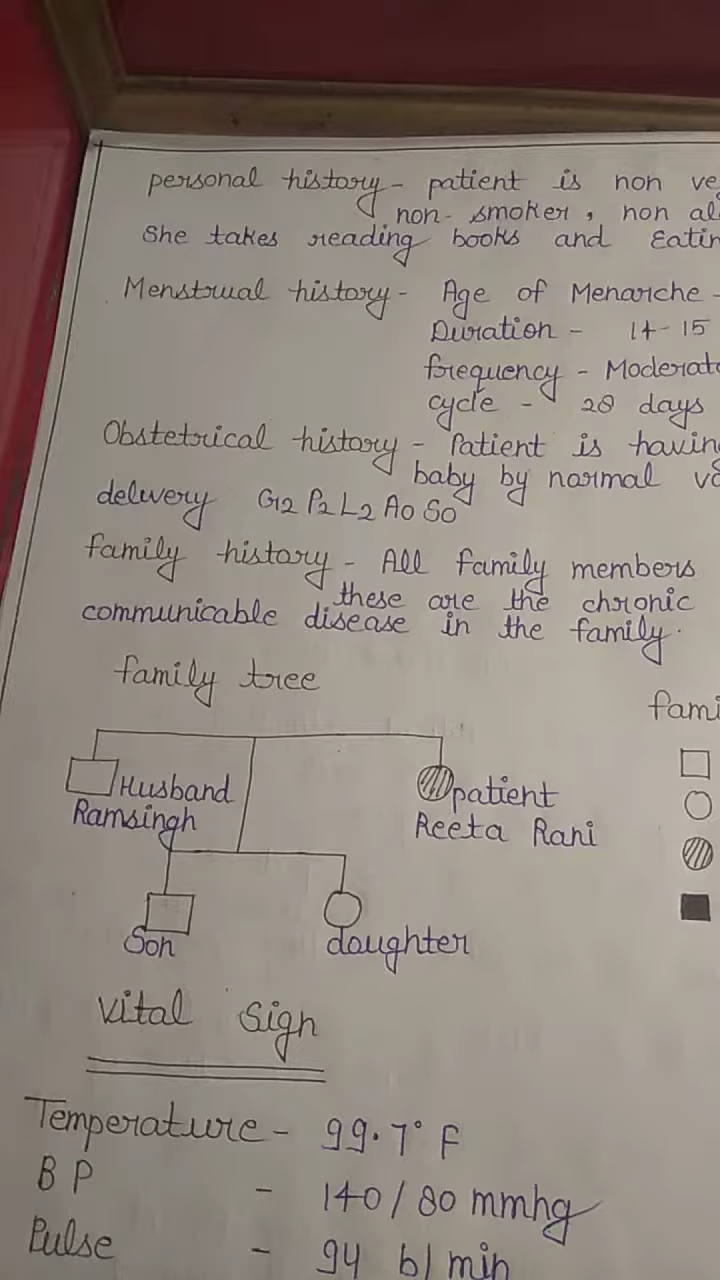 personal history - patient is non ve
non-smoker, non al
She takes reading books and Eatin
Menstrual history - Age of Menarche -
Duration - 14-15
frequency - Moderat
cycle - 28 days
Obstetrical history - Patient is having
baby by normal va
delivery G2 P2 L2 A0 S0
family history - All family members
these are the chronic
communicable disease in the family.
family tree
fami
Husband
Ramsingh
patient
Reeta Rani
Son
daughter
Vital Sign
Temperature - 99.7° F
BP - 140/80 mmhg
Pulse - 94 b/min